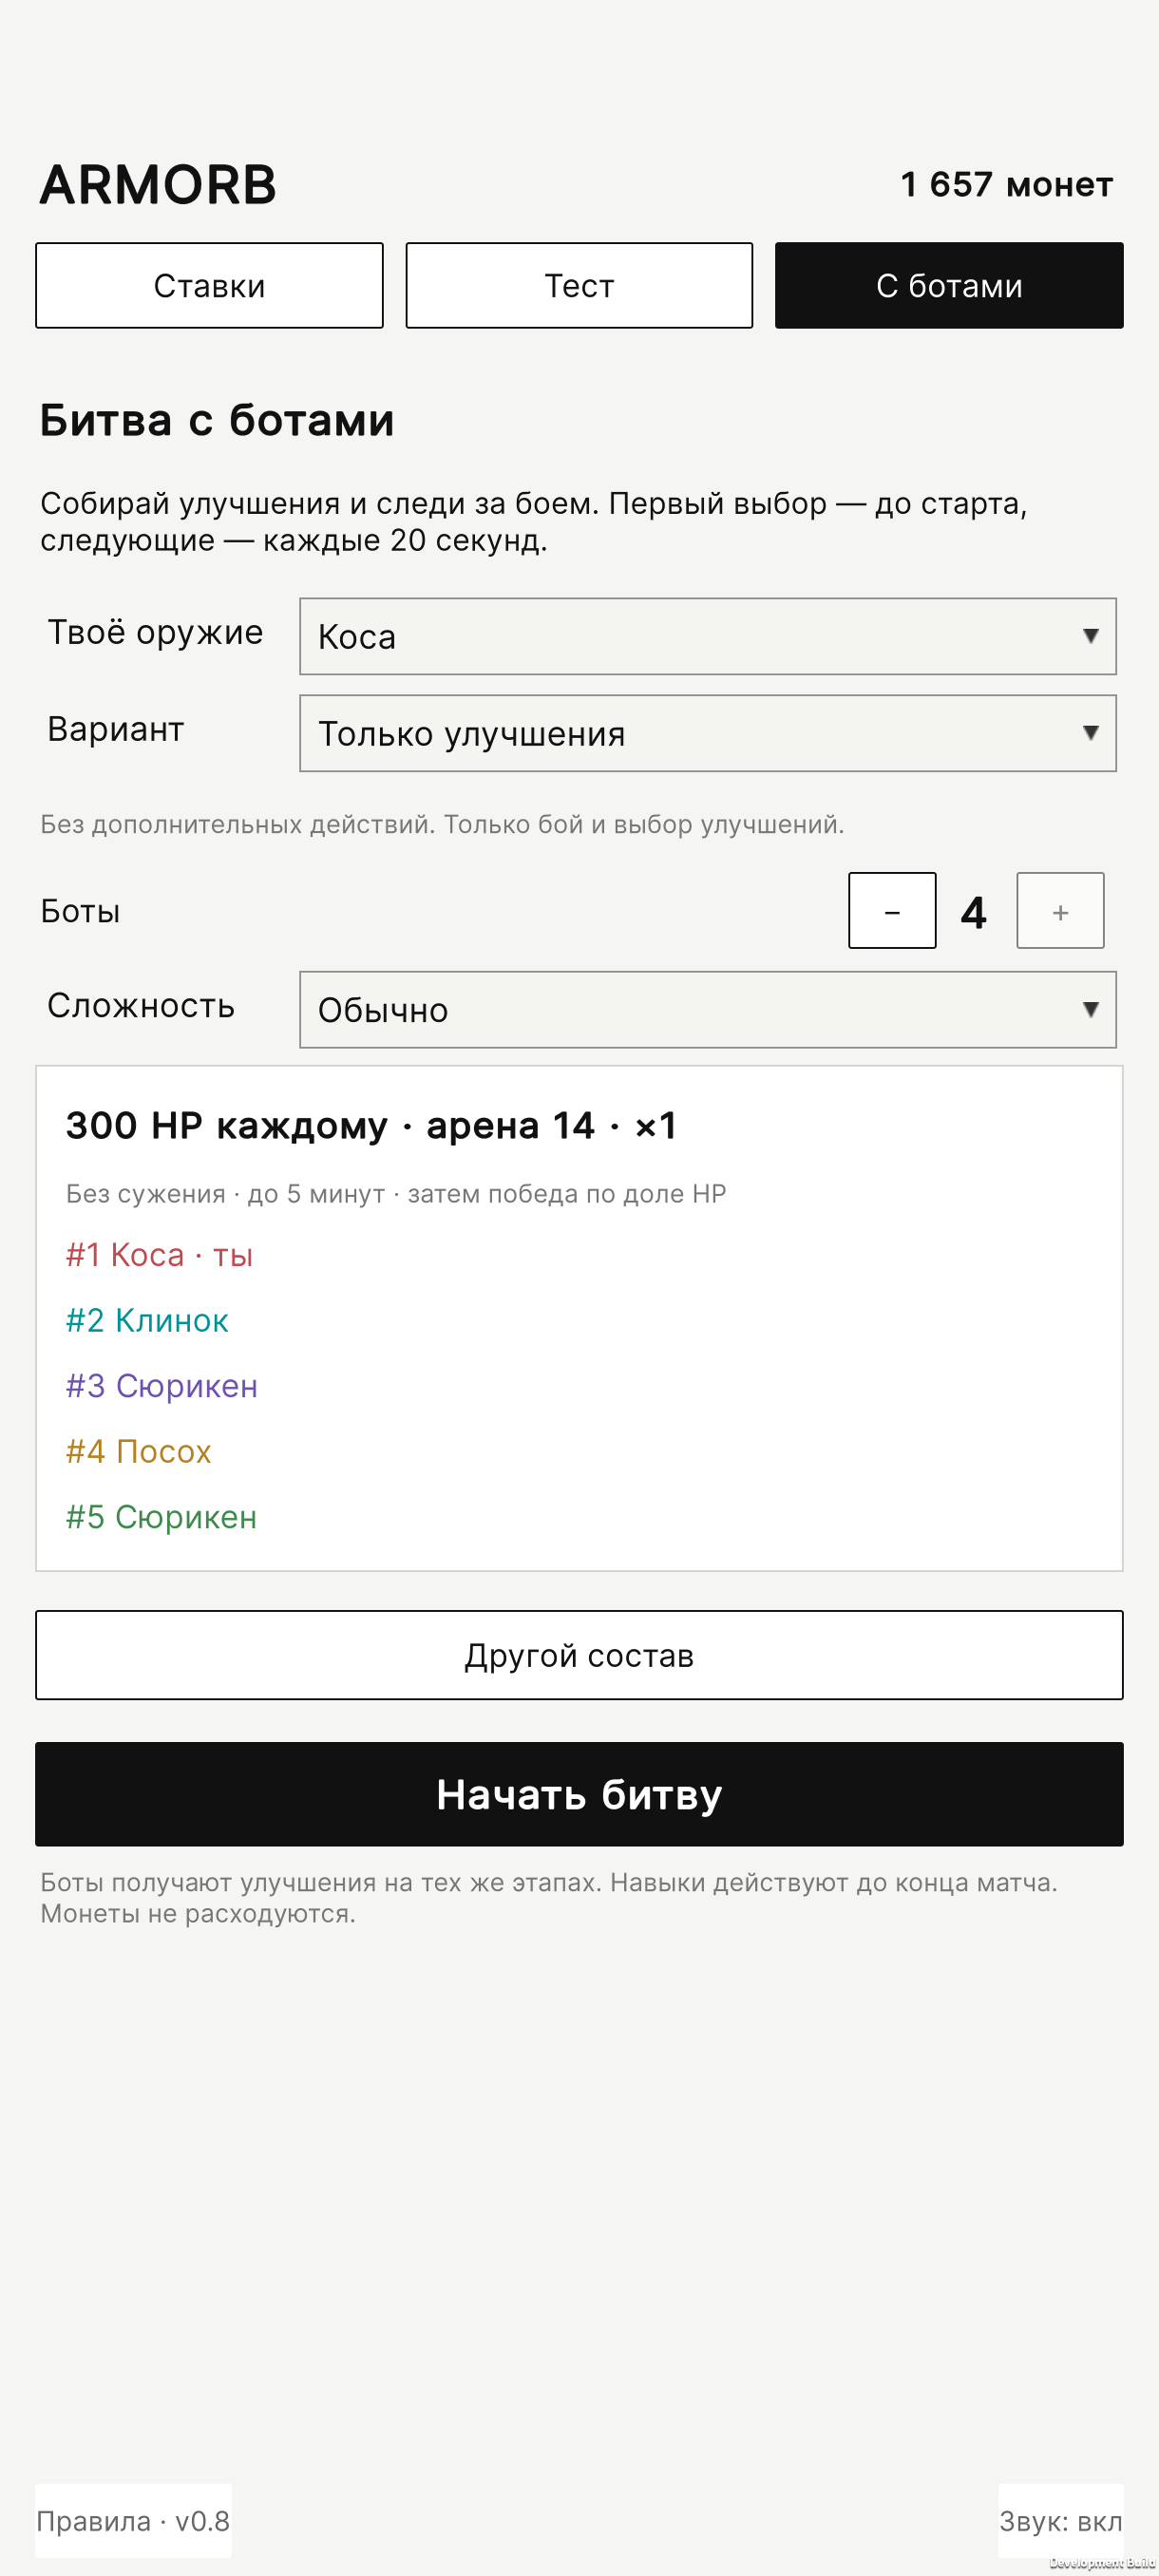 ARMORB
1 657 монет
Ставки
Тест
С ботами
Битва с ботами
Собирай улучшения и следи за боем. Первый выбор — до старта,
следующие — каждые 20 секунд.
Твоё оружие
Коса
Вариант
Только улучшения
Без дополнительных действий. Только бой и выбор улучшений.
Боты
–
4
+
Сложность
Обычно
300 HP каждому · арена 14 · ×1
Без сужения · до 5 минут · затем победа по доле HP
#1 Коса · ты
#2 Клинок
#3 Сюрикен
#4 Посох
#5 Сюрикен
Другой состав
Начать битву
Боты получают улучшения на тех же этапах. Навыки действуют до конца матча.
Монеты не расходуются.
Правила · v0.8
Звук: вкл
Development Build